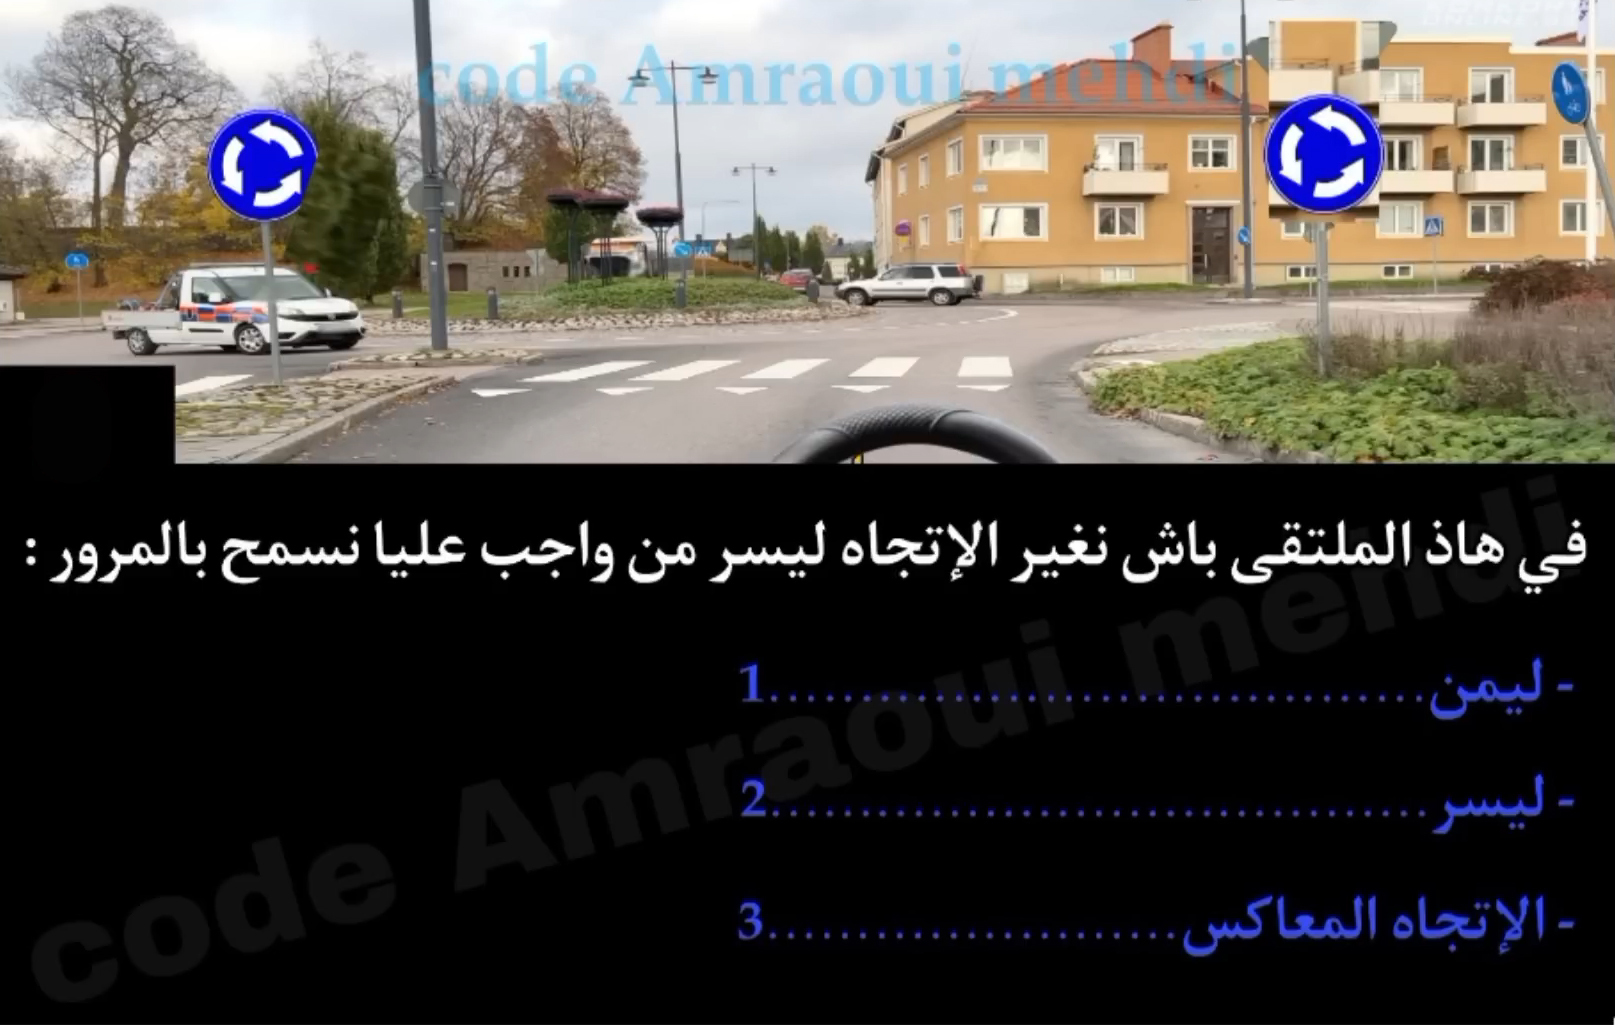 code Amraoui mehdi
في هاذ الملتقى باش نغير الإتجاه ليسر من واجب عليا نسمح بالمرور :
- ليمن.....................................1
- ليسر.....................................2
- الإتجاه المعاكس.......................3
code Amraoui mehdi